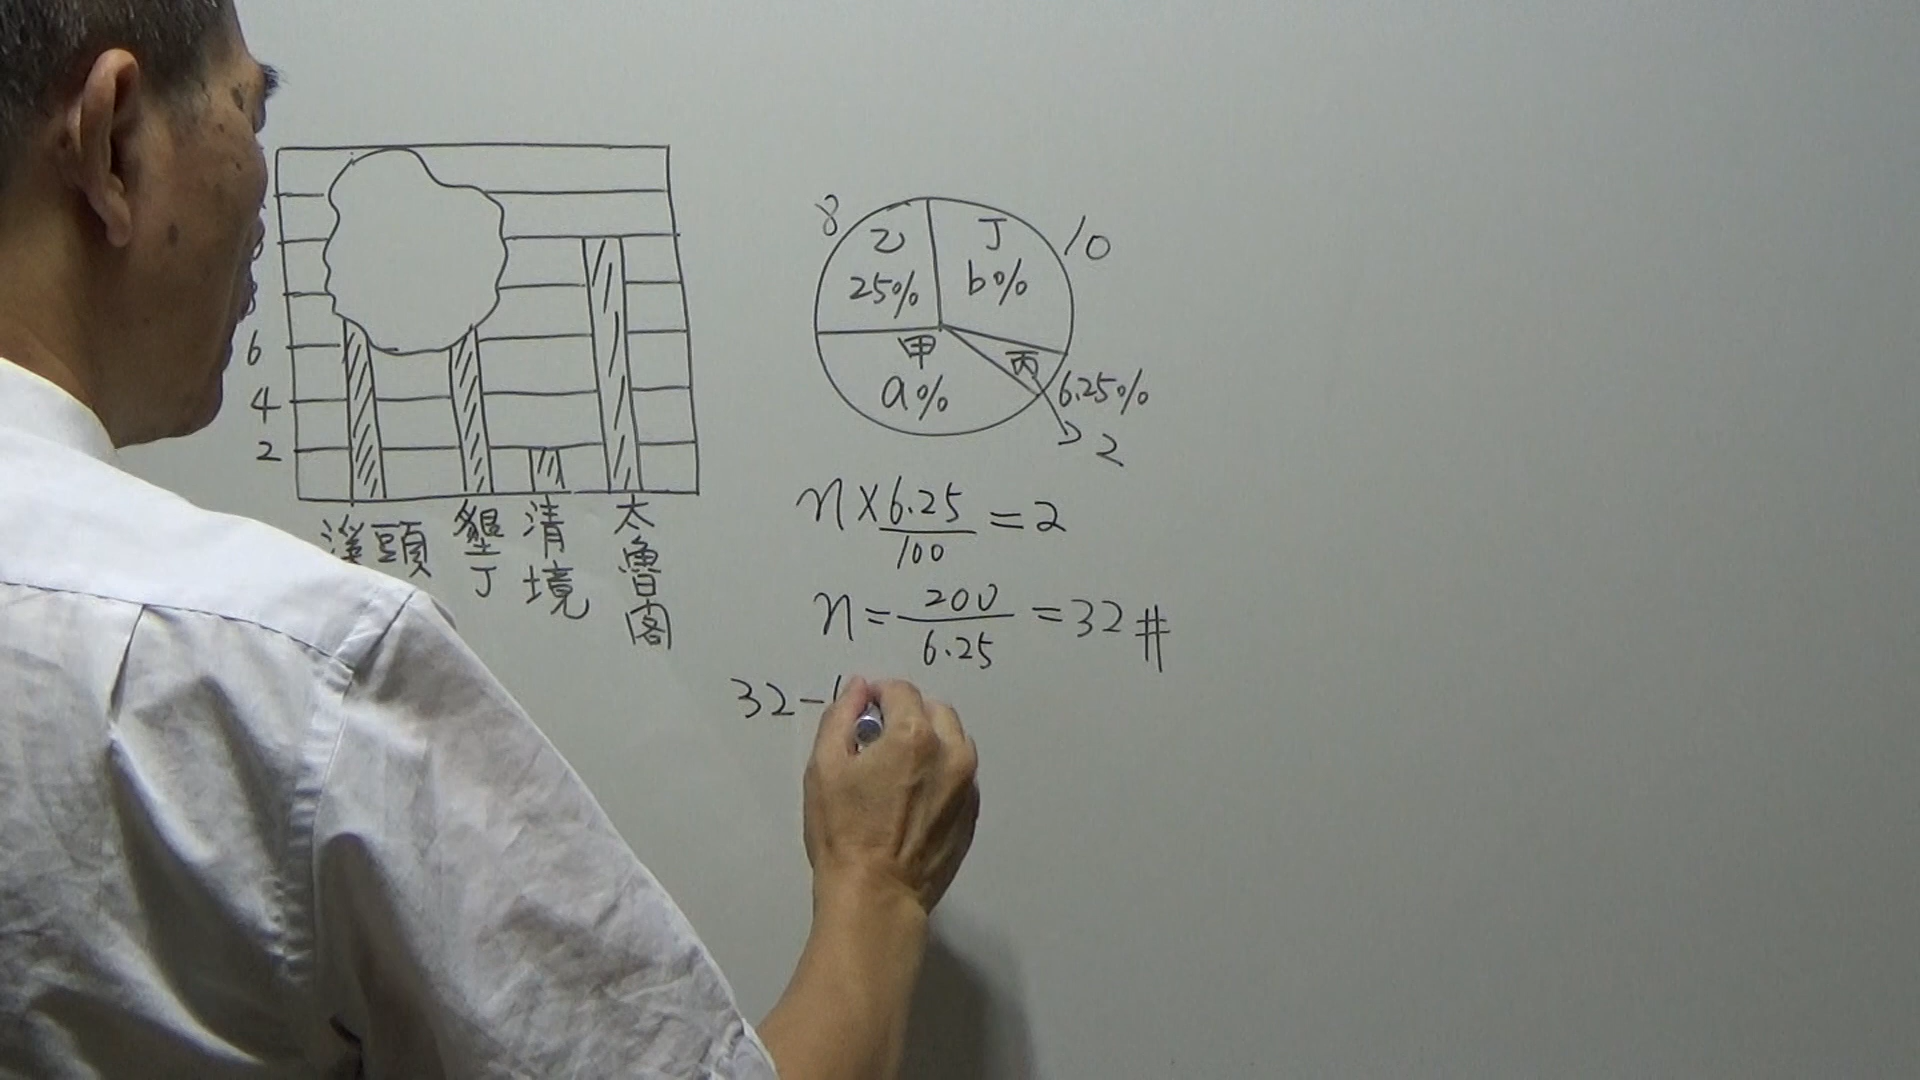 6
4
2
溪頭
墾丁
清境
太魯閣
8
乙
25%
丁
b%
10
甲
a%
丙
6.25%
2
n×6.25/100=2
n=200/6.25=32#
32-